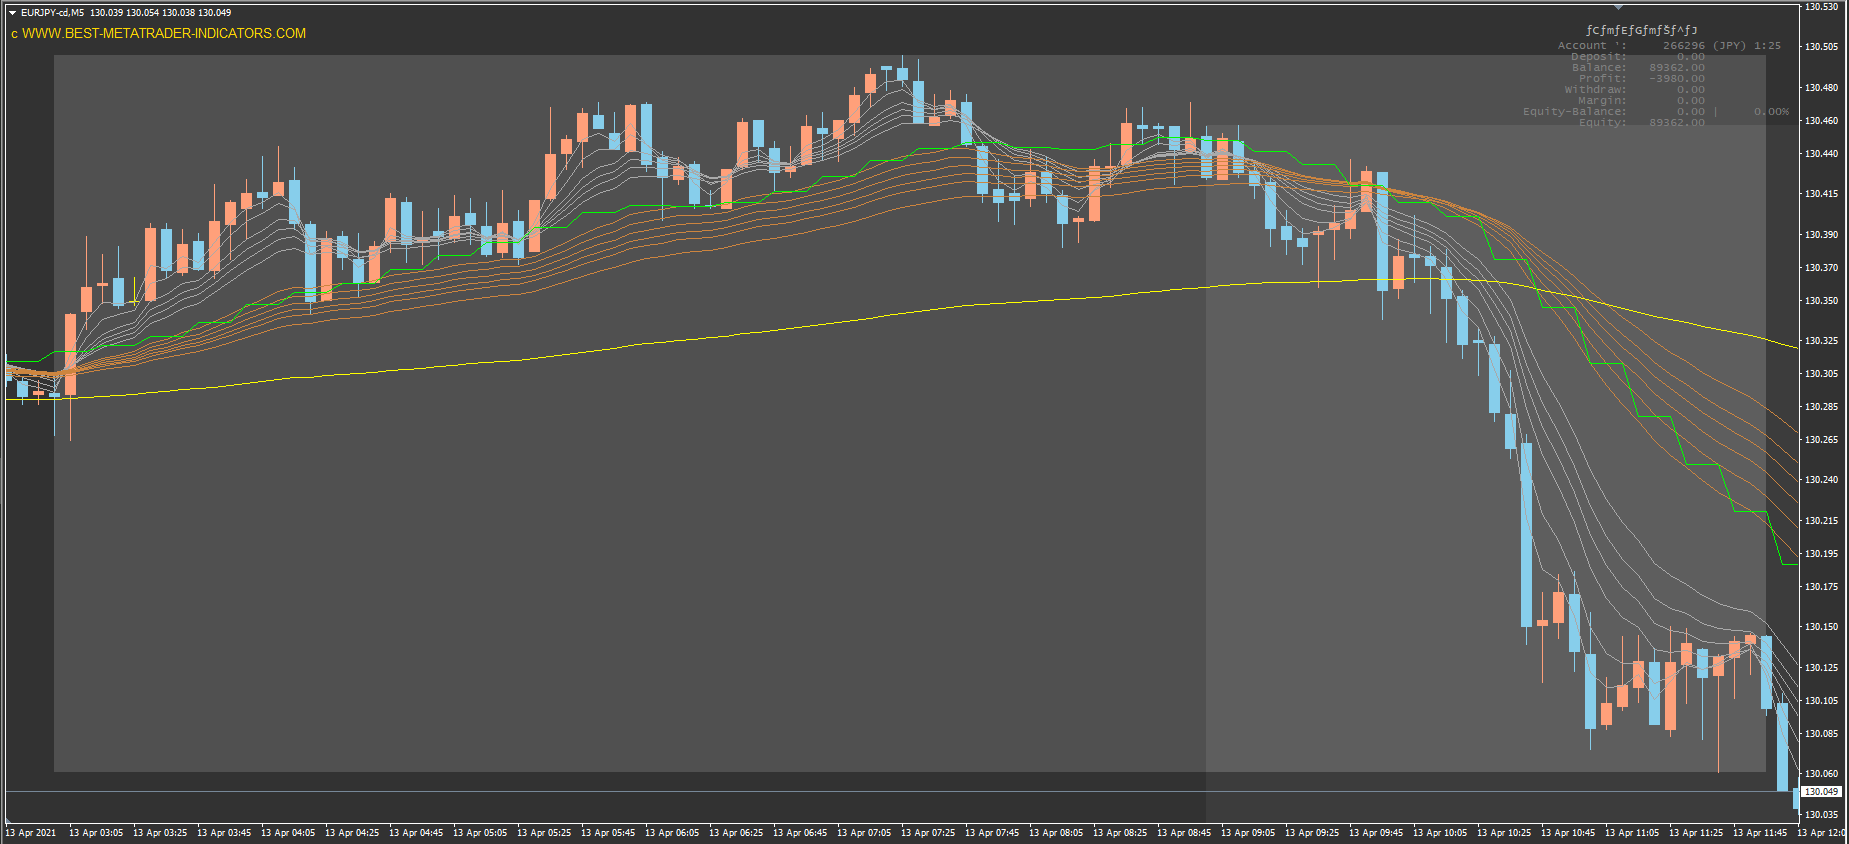 EURJPY-cd,M5 130.039 130.054 130.038 130.049
c WWW.BEST-METATRADER-INDICATORS.COM
ƒCƒmƒEƒGƒmƒŠƒ^ƒJ
Account ': 266296 (JPY) 1:25
Deposit: 0.00
Balance: 89362.00
Profit: -3980.00
Withdraw: 0.00
Margin: 0.00
Equity-Balance: 0.00 | 0.00%
Equity: 89362.00
130.530
130.505
130.480
130.460
130.440
130.415
130.390
130.370
130.350
130.325
130.305
130.285
130.265
130.240
130.215
130.195
130.175
130.150
130.125
130.105
130.085
130.060
130.049
130.035
13 Apr 2021 13 Apr 03:05 13 Apr 03:25 13 Apr 03:45 13 Apr 04:05 13 Apr 04:25 13 Apr 04:45 13 Apr 05:05 13 Apr 05:25 13 Apr 05:45 13 Apr 06:05 13 Apr 06:25 13 Apr 06:45 13 Apr 07:05 13 Apr 07:25 13 Apr 07:45 13 Apr 08:05 13 Apr 08:25 13 Apr 08:45 13 Apr 09:05 13 Apr 09:25 13 Apr 09:45 13 Apr 10:05 13 Apr 10:25 13 Apr 10:45 13 Apr 11:05 13 Apr 11:25 13 Apr 11:45 13 Apr 12:0